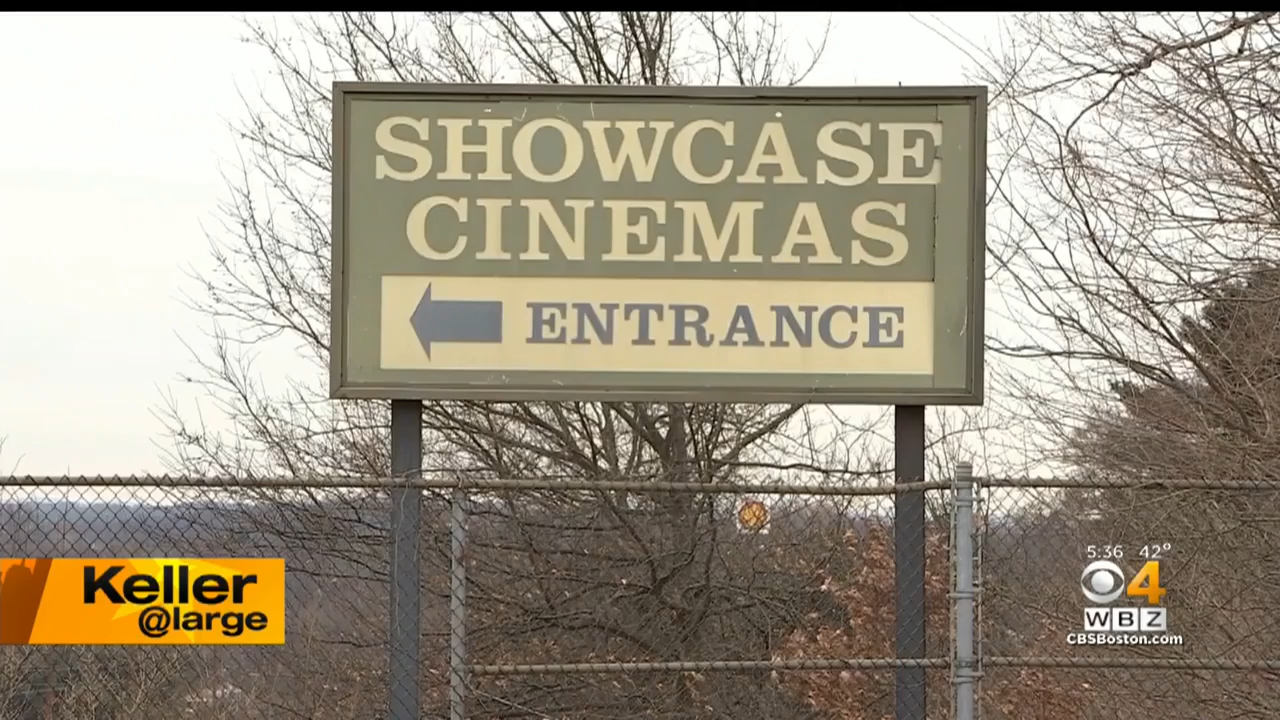 SHOWCASE
CINEMAS
ENTRANCE
Keller
@large
5:36 42°
4
WBZ
CBSBoston.com